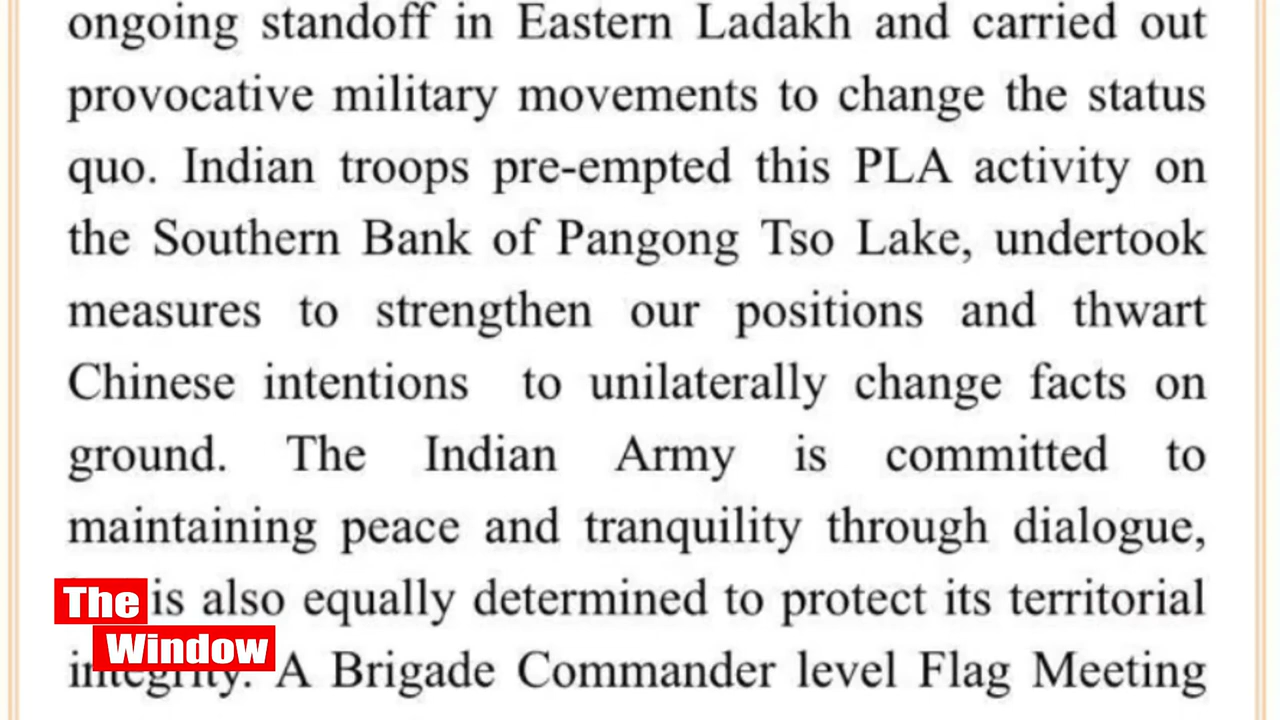 ongoing standoff in Eastern Ladakh and carried out
provocative military movements to change the status
quo. Indian troops pre-empted this PLA activity on
the Southern Bank of Pangong Tso Lake, undertook
measures to strengthen our positions and thwart
Chinese intentions to unilaterally change facts on
ground. The Indian Army is committed to
maintaining peace and tranquility through dialogue,
is also equally determined to protect its territorial
integrity. A Brigade Commander level Flag Meeting
The
Window